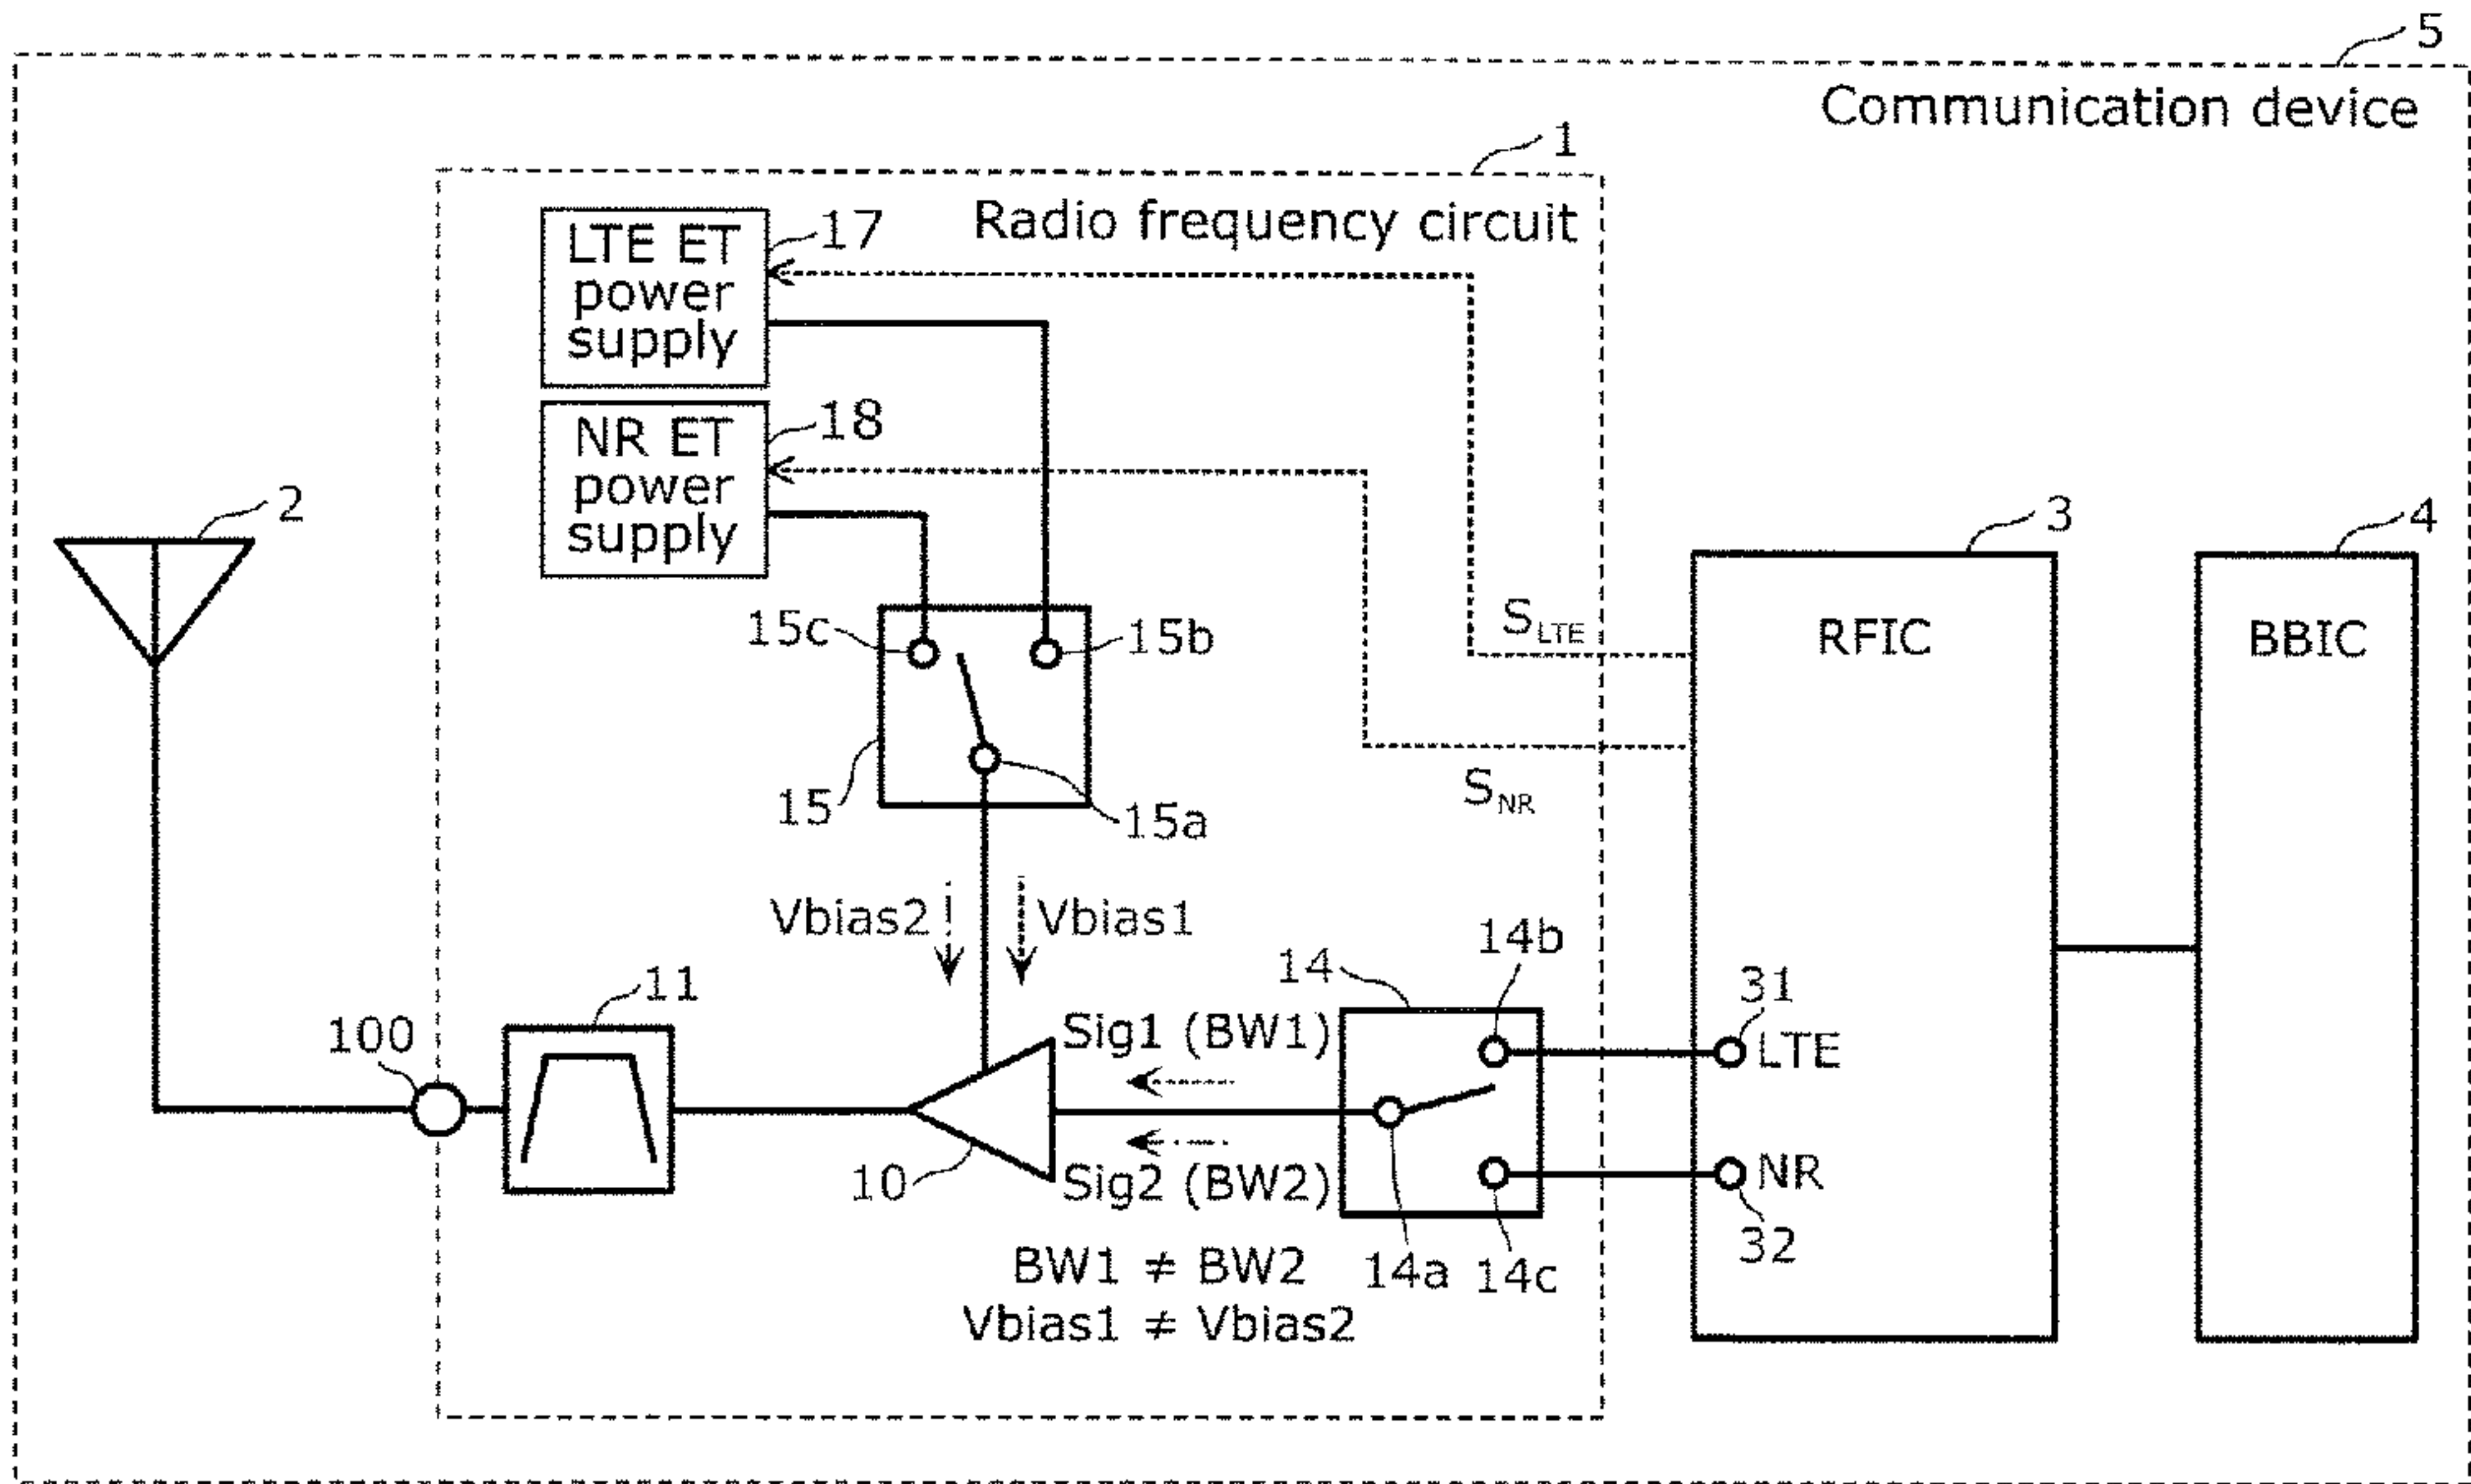 5
Communication device
1
Radio frequency circuit
LTE ET
power
supply
17
NR ET
power
supply
18
2
3
4
RFIC
BBIC
S LTE
S NR
15c
15b
15
15a
Vbias2
Vbias1
14
14b
31
LTE
11
100
Sig1 (BW1)
10
Sig2 (BW2)
NR
32
14a
14c
BW1 ≠ BW2
Vbias1 ≠ Vbias2